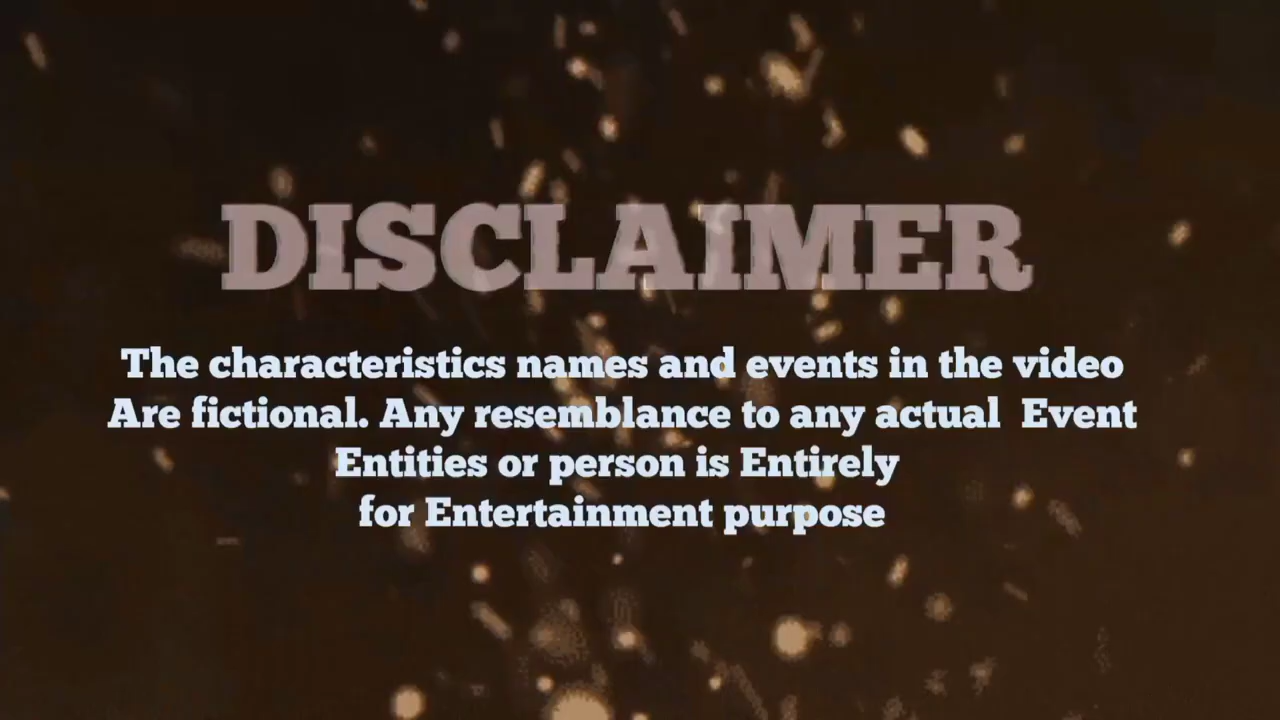 DISCLAIMER
The characteristics names and events in the video
Are fictional. Any resemblance to any actual  Event
Entities or person is Entirely
for Entertainment purpose